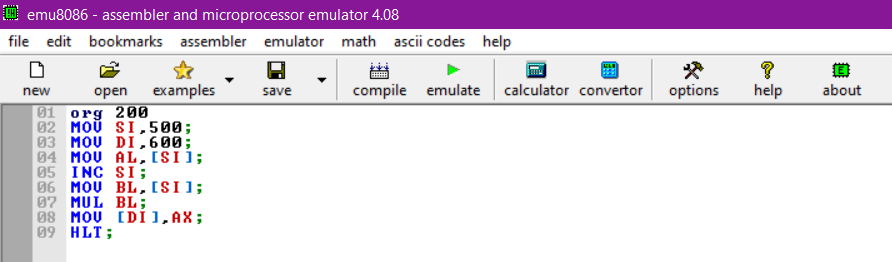 emu8086 - assembler and microprocessor emulator 4.08
file edit bookmarks assembler emulator math ascii codes help
new open examples save compile emulate calculator convertor options help about
01 org 200
02 MOV SI,500;
03 MOV DI,600;
04 MOV AL,[SI];
05 INC SI;
06 MOV BL,[SI];
07 MUL BL;
08 MOV [DI],AX;
09 HLT;